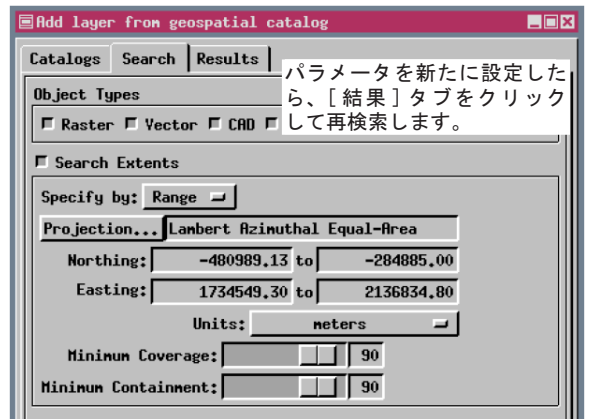 Add layer from geospatial catalog
Catalogs Search Results
パラメータを新たに設定した
ら、[結果]タブをクリック
して再検索します。
Object Types
Raster Vector CAD
Search Extents
Specify by: Range
Projection... Lambert Azimuthal Equal-Area
Northing: -480989.13 to -284885.00
Easting: 1734549.30 to 2136834.80
Units: meters
Minimum Coverage: 90
Minimum Containment: 90